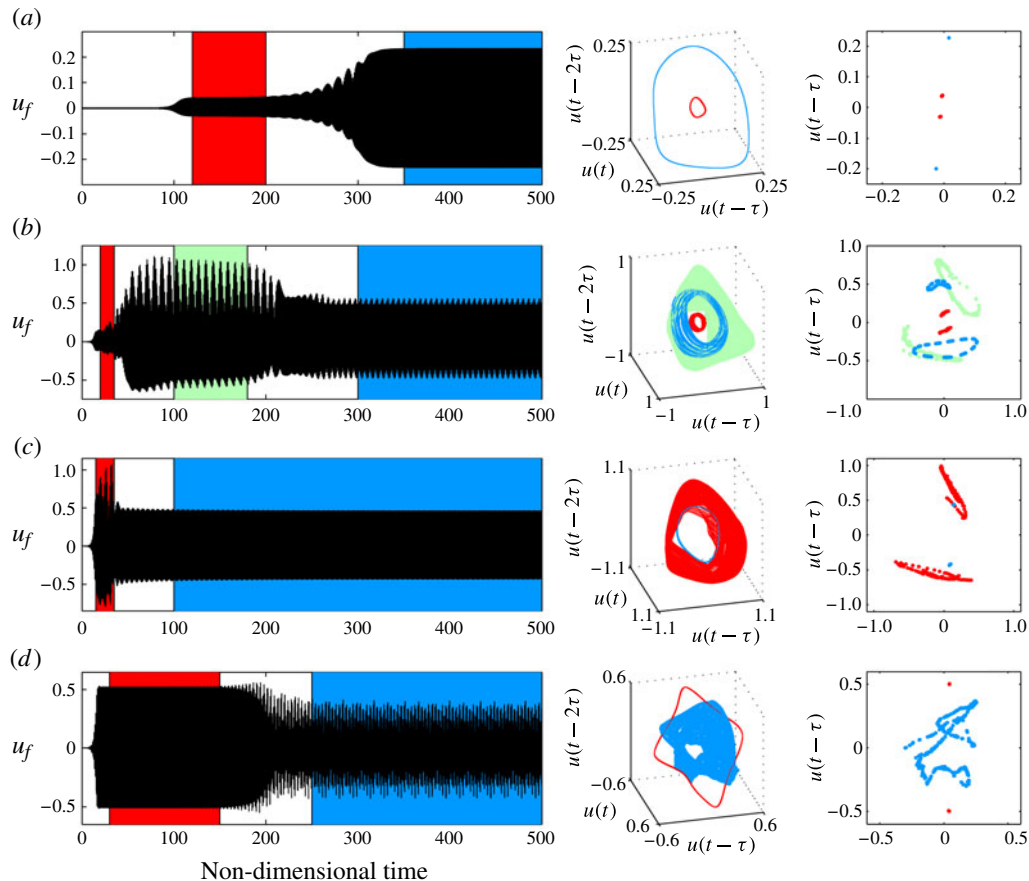 (a)
0.2
0.1
0
−0.1
−0.2
u_f
0 100 200 300 400 500
0.25
−0.25
u(t − 2τ)
u(t)
0.25
−0.25
0.25
u(t − τ)
u(t − τ)
0.2
0.1
0
−0.1
−0.2
−0.2 0 0.2
(b)
1.0
0.5
0
−0.5
u_f
0 100 200 300 400 500
1
−1
u(t − 2τ)
u(t)
1
−1
1
u(t − τ)
u(t − τ)
1.0
0.5
0
−0.5
−1.0
−1.0 0 1.0
(c)
1.0
0.5
0
−0.5
u_f
0 100 200 300 400 500
1.1
−1.1
u(t − 2τ)
u(t)
1.1
−1.1
1.1
u(t − τ)
u(t − τ)
1.0
0.5
0
−0.5
−1.0
−1.0 0 1.0
(d)
0.5
0
−0.5
u_f
0 100 200 300 400 500
Non-dimensional time
0.6
−0.6
u(t − 2τ)
u(t)
0.6
−0.6
0.6
u(t − τ)
u(t − τ)
0.5
0
−0.5
−0.5 0 0.5